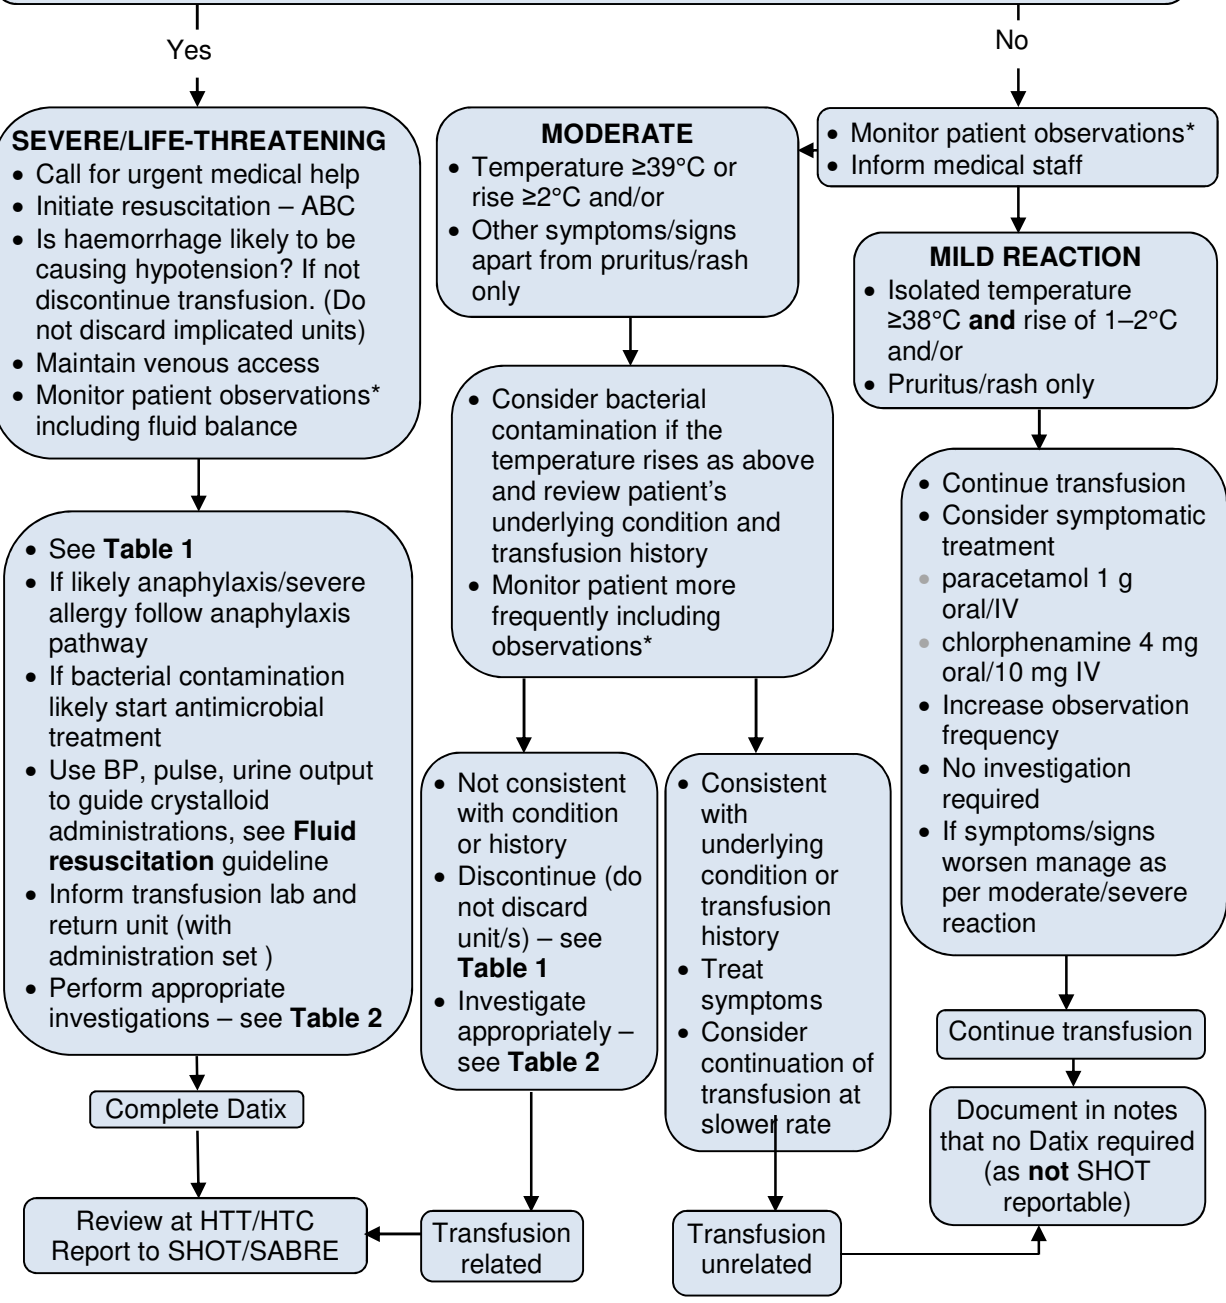 Yes
No
SEVERE/LIFE-THREATENING
• Call for urgent medical help
• Initiate resuscitation – ABC
• Is haemorrhage likely to be
causing hypotension? If not
discontinue transfusion. (Do
not discard implicated units)
• Maintain venous access
• Monitor patient observations*
including fluid balance
MODERATE
• Temperature ≥39°C or
rise ≥2°C and/or
• Other symptoms/signs
apart from pruritus/rash
only
• Monitor patient observations*
• Inform medical staff
MILD REACTION
• Isolated temperature
≥38°C and rise of 1–2°C
and/or
• Pruritus/rash only
• Consider bacterial
contamination if the
temperature rises as above
and review patient's
underlying condition and
transfusion history
• Monitor patient more
frequently including
observations*
• See Table 1
• If likely anaphylaxis/severe
allergy follow anaphylaxis
pathway
• If bacterial contamination
likely start antimicrobial
treatment
• Use BP, pulse, urine output
to guide crystalloid
administrations, see Fluid
resuscitation guideline
• Inform transfusion lab and
return unit (with
administration set )
• Perform appropriate
investigations – see Table 2
• Not consistent
with condition
or history
• Discontinue (do
not discard
unit/s) – see
Table 1
• Investigate
appropriately –
see Table 2
• Consistent
with
underlying
condition or
transfusion
history
• Treat
symptoms
• Consider
continuation of
transfusion at
slower rate
• Continue transfusion
• Consider symptomatic
treatment
• paracetamol 1 g
oral/IV
• chlorphenamine 4 mg
oral/10 mg IV
• Increase observation
frequency
• No investigation
required
• If symptoms/signs
worsen manage as
per moderate/severe
reaction
Continue transfusion
Complete Datix
Document in notes
that no Datix required
(as not SHOT
reportable)
Review at HTT/HTC
Report to SHOT/SABRE
Transfusion
related
Transfusion
unrelated